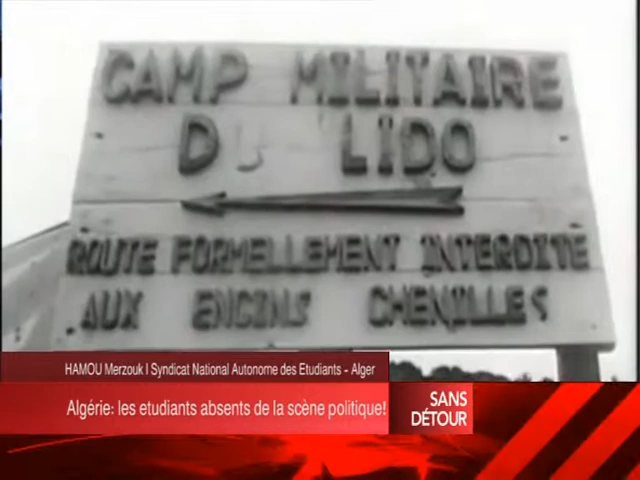 CAMP MILITAIRE
DU LIDO
ROUTE FORMELLEMENT INTERDITE
AUX ENGINS CHENILLES
HAMOU Merzouk I Syndicat National Autonome des Etudiants - Alger
Algérie: les etudiants absents de la scène politique!
SANS
DÉTOUR